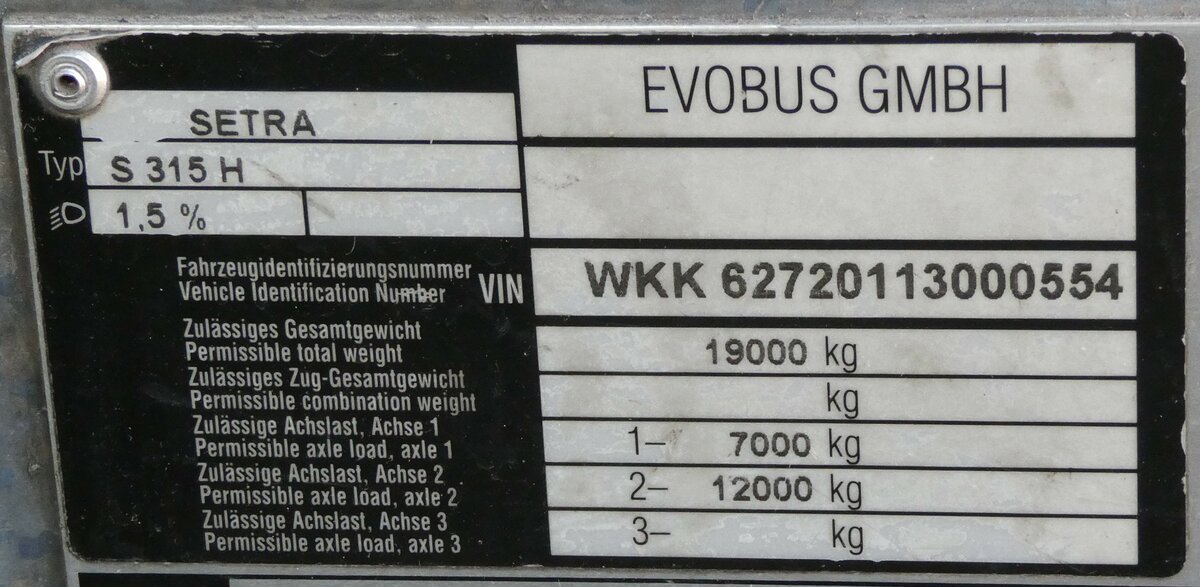 EVOBUS GMBH
SETRA
Typ S 315 H
1,5 %
Fahrzeugidentifizierungsnummer
Vehicle Identification Number VIN WKK 62720113000554
Zulässiges Gesamtgewicht
Permissible total weight 19000 kg
Zulässiges Zug-Gesamtgewicht
Permissible combination weight kg
Zulässige Achslast, Achse 1
Permissible axle load, axle 1 1– 7000 kg
Zulässige Achslast, Achse 2
Permissible axle load, axle 2 2– 12000 kg
Zulässige Achslast, Achse 3
Permissible axle load, axle 3 3– kg